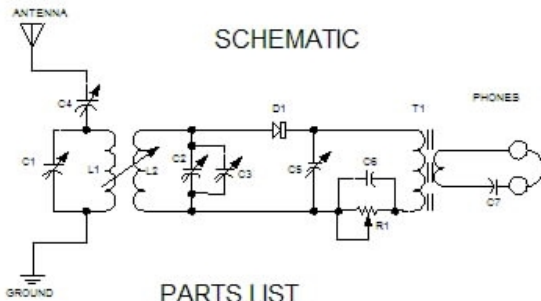 ANTENNA
SCHEMATIC
C4
D1
T1
PHONES
C1
L1
L2
C2
C3
C5
C6
R1
C7
GROUND
PARTS LIST